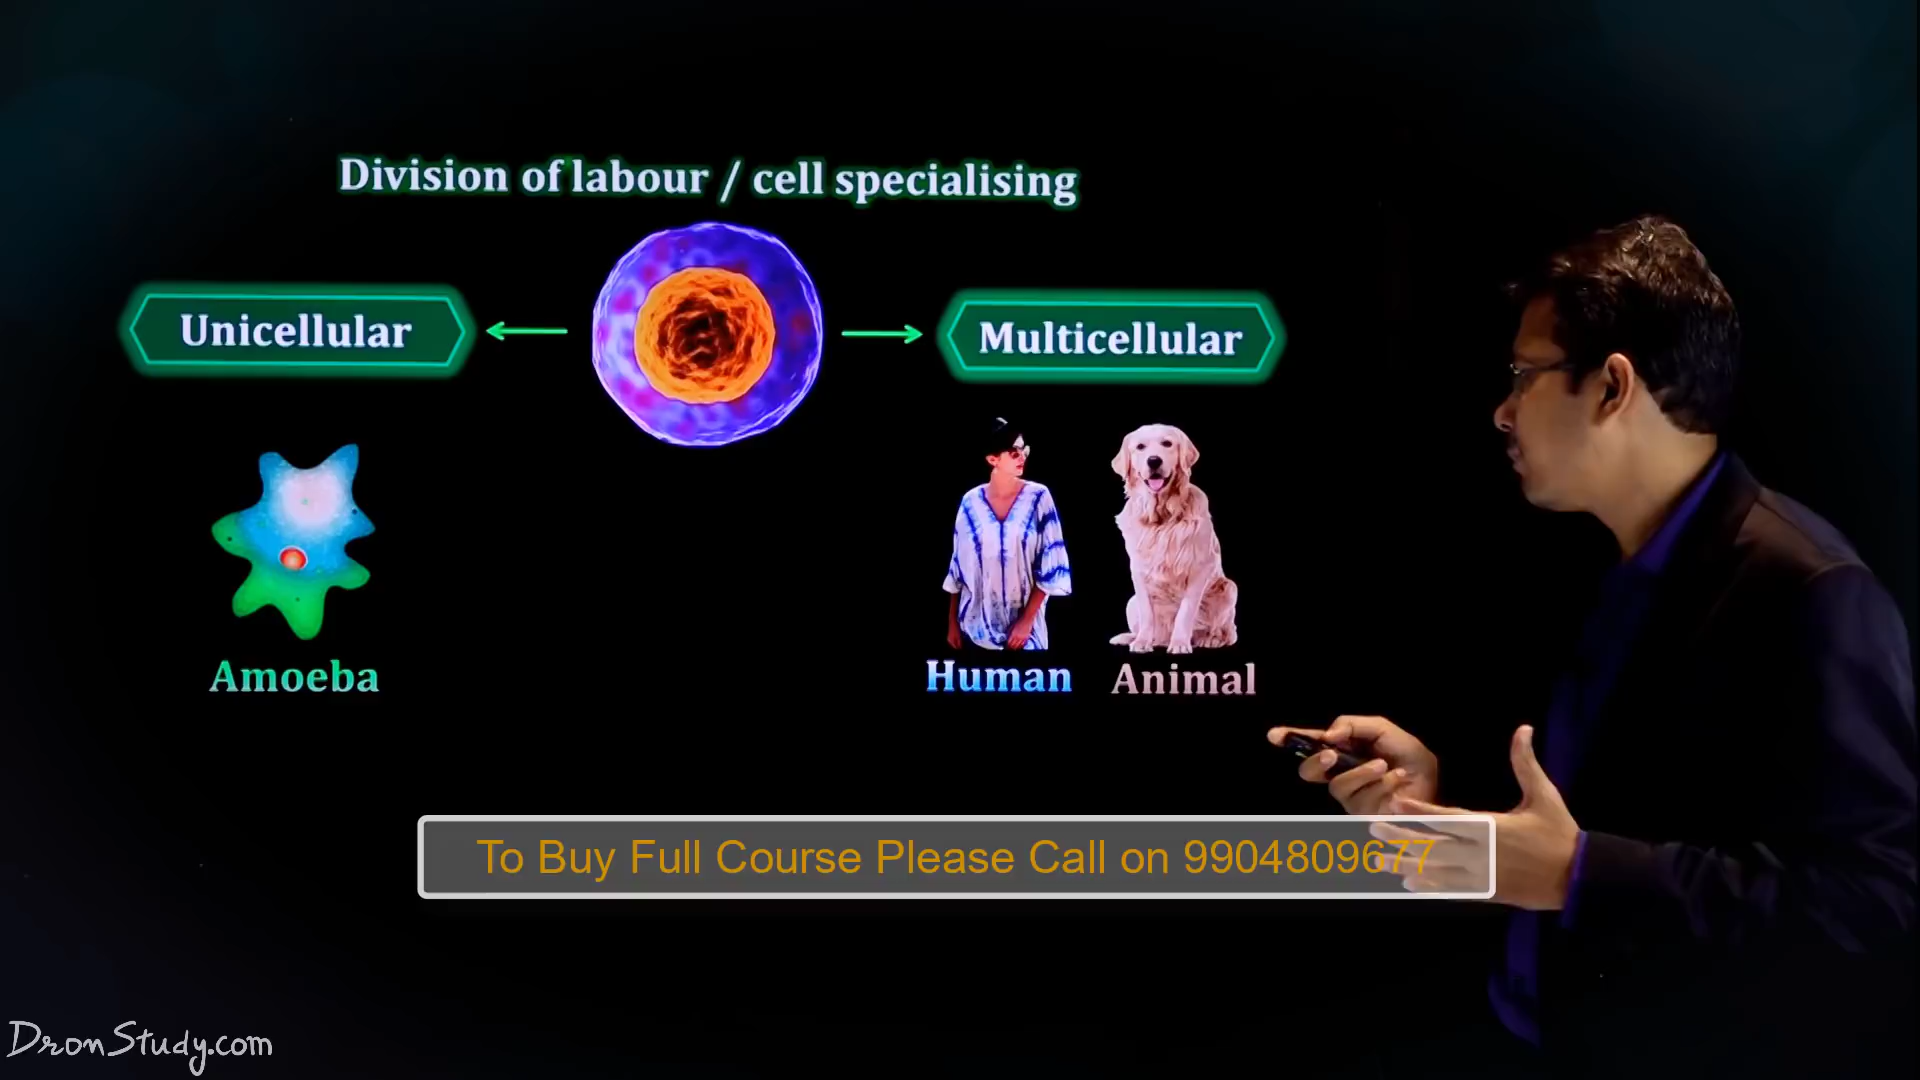 Division of labour / cell specialising
Unicellular
Multicellular
Amoeba
Human
Animal
To Buy Full Course Please Call on 9904809677
DronStudy.com